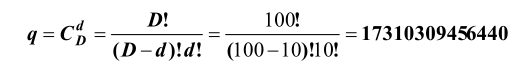 q = C_D^d = D! / ((D – d)! d!) = 100! / ((100 – 10)! 10!) = 17310309456440